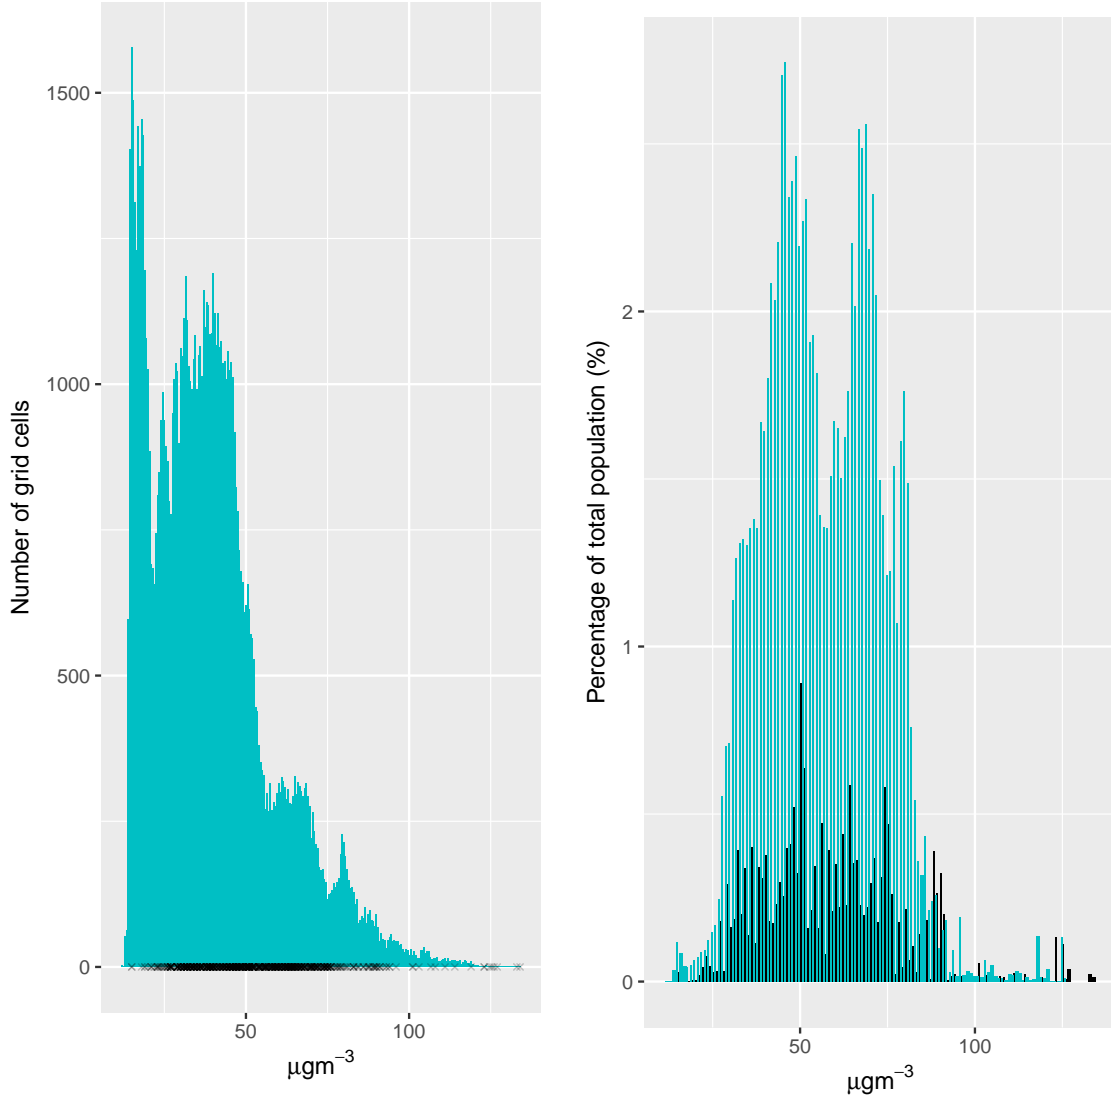 Number of grid cells
1500
1000
500
0
50 100
μgm⁻³
Percentage of total population (%)
2
1
0
50 100
μgm⁻³